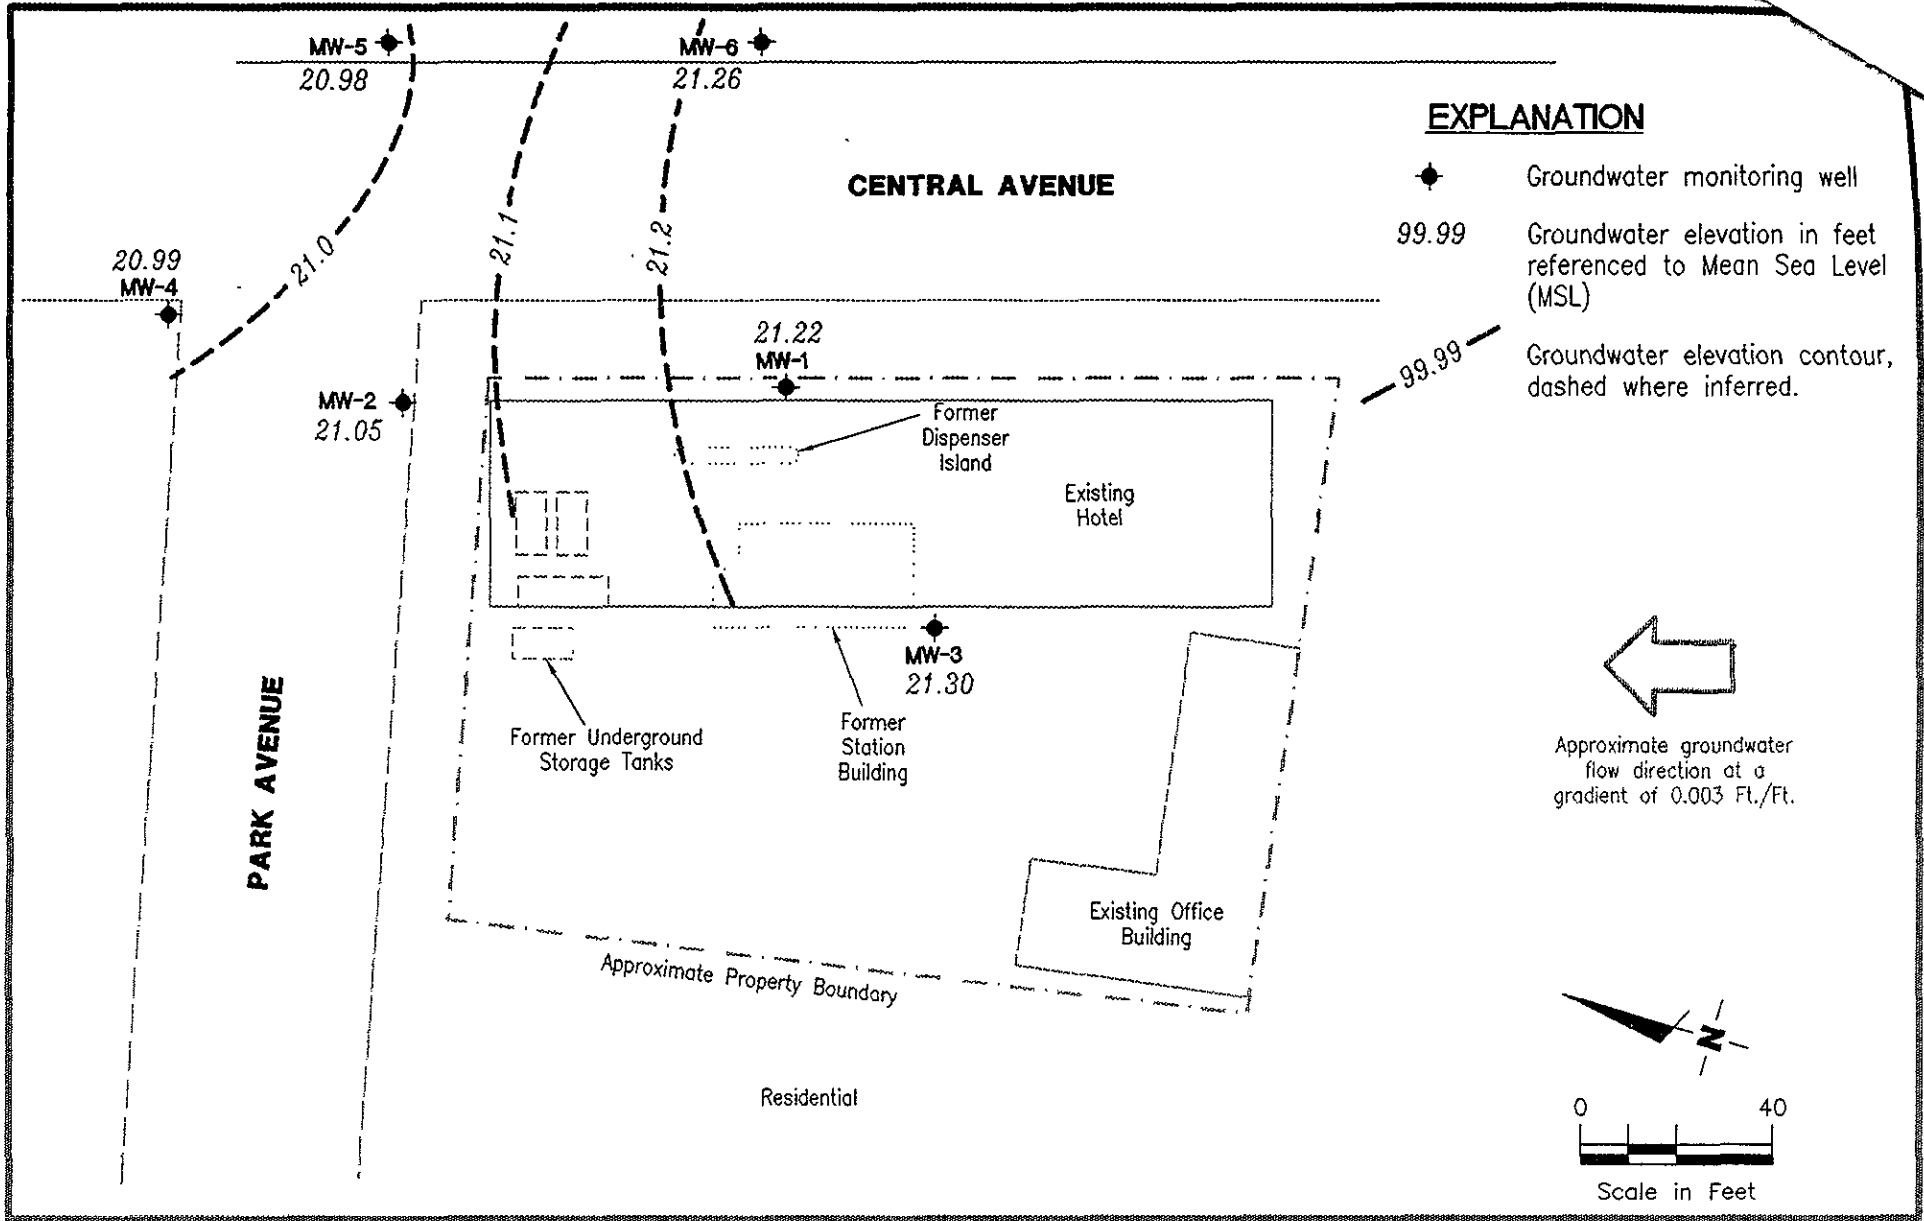 MW-5
20.98
MW-6
21.26
EXPLANATION
Groundwater monitoring well
CENTRAL AVENUE
99.99
Groundwater elevation in feet
referenced to Mean Sea Level
(MSL)
21.0
21.1
21.2
20.99
MW-4
21.22
MW-1
99.99
Groundwater elevation contour,
dashed where inferred.
MW-2
21.05
Former
Dispenser
Island
Existing
Hotel
MW-3
21.30
PARK AVENUE
Former Underground
Storage Tanks
Former
Station
Building
Approximate groundwater
flow direction at a
gradient of 0.003 Ft./Ft.
Existing Office
Building
Approximate Property Boundary
N
Residential
0 40
Scale in Feet